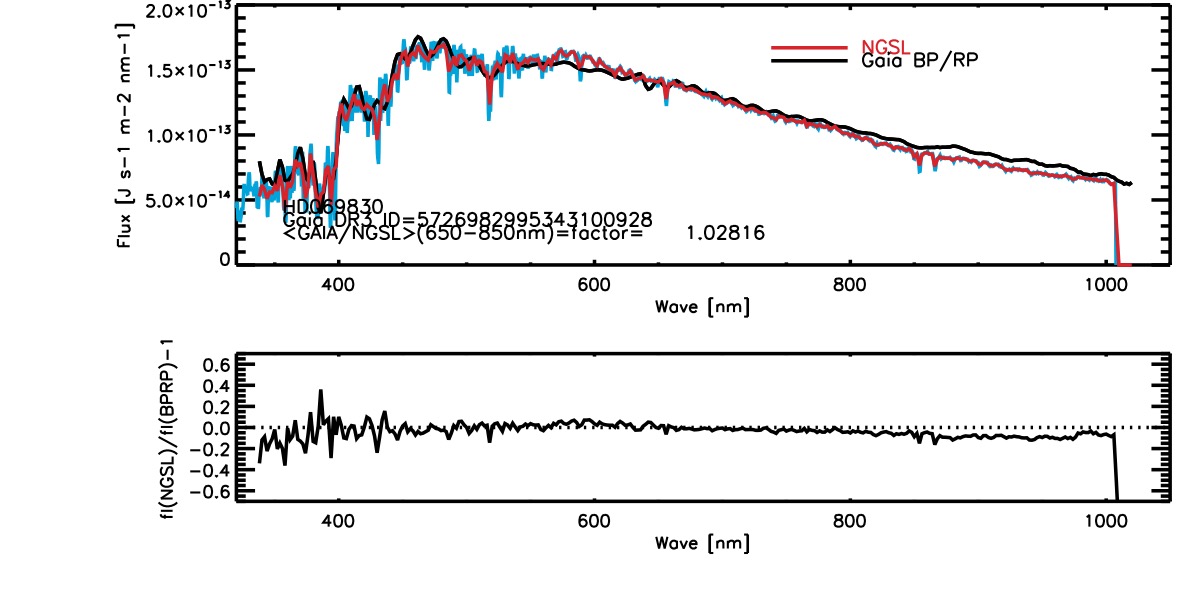 2.0×10−13
1.5×10−13
1.0×10−13
5.0×10−14
0
Flux [J s−1 m−2 nm−1]
NGSL
Gaia BP/RP
HD069830
Gaia DR3 ID=5726982995343100928
<GAIA/NGSL>(650−850nm)=factor= 1.02816
400 600 800 1000
Wave [nm]
fl(NGSL)/fl(BPRP)−1
0.6
0.4
0.2
0.0
−0.2
−0.4
−0.6
400 600 800 1000
Wave [nm]